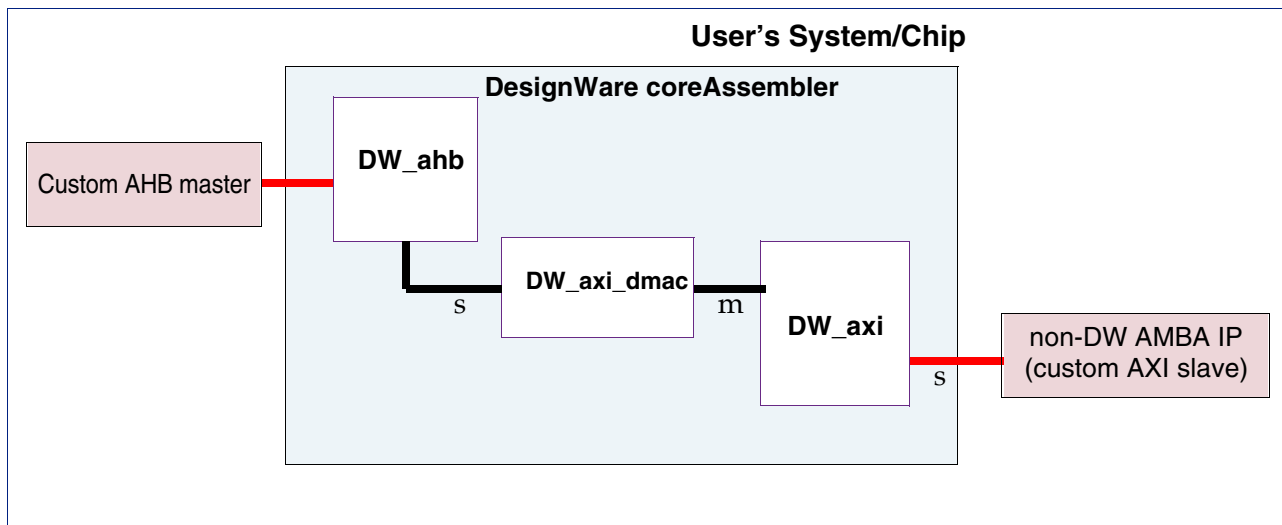 User's System/Chip
DesignWare coreAssembler
DW_ahb
Custom AHB master
DW_axi_dmac
s
m
DW_axi
non-DW AMBA IP
(custom AXI slave)
s